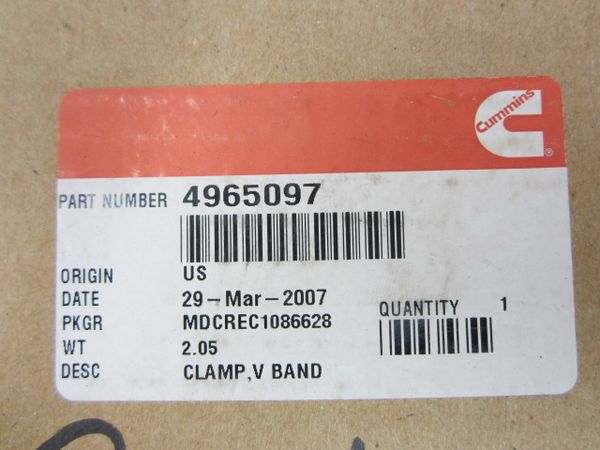 Cummins
®
PART NUMBER 4965097
ORIGIN US
DATE 29-Mar-2007
PKGR MDCREC1086628
QUANTITY 1
WT 2.05
DESC CLAMP,V BAND